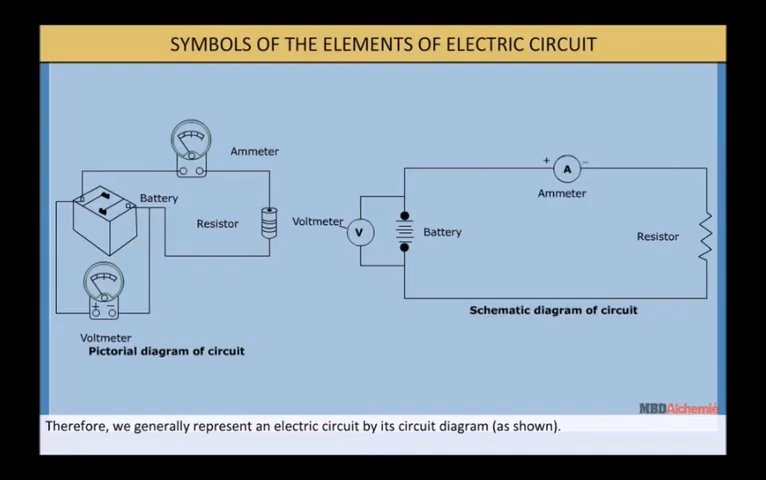 SYMBOLS OF THE ELEMENTS OF ELECTRIC CIRCUIT
Ammeter
Battery
Resistor
+ −
Voltmeter
Pictorial diagram of circuit
+ A −
Ammeter
Voltmeter
V
Battery
Resistor
Schematic diagram of circuit
MBDAlchemie
Therefore, we generally represent an electric circuit by its circuit diagram (as shown).